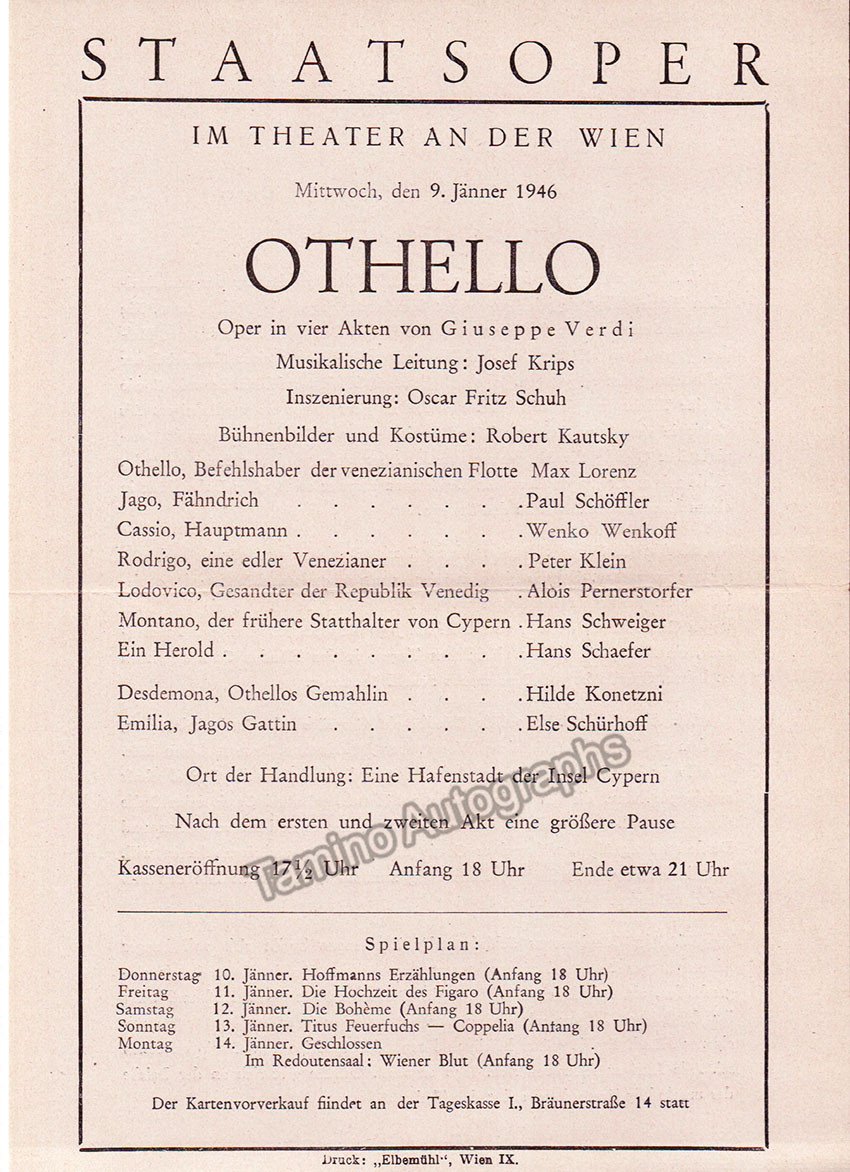 STAATSOPER
IM THEATER AN DER WIEN
Mittwoch, den 9. Jänner 1946
OTHELLO
Oper in vier Akten von Giuseppe Verdi
Musikalische Leitung: Josef Krips
Inszenierung: Oscar Fritz Schuh
Bühnenbilder und Kostüme: Robert Kautsky
Othello, Befehlshaber der venezianischen Flotte Max Lorenz
Jago, Fähndrich . . . . . . . Paul Schöffler
Cassio, Hauptmann . . . . . . . Wenko Wenkoff
Rodrigo, eine edler Venezianer . . . . Peter Klein
Lodovico, Gesandter der Republik Venedig . Alois Pernerstorfer
Montano, der frühere Statthalter von Cypern . Hans Schweiger
Ein Herold . . . . . . . . Hans Schaefer
Desdemona, Othellos Gemahlin . . . . Hilde Konetzni
Emilia, Jagos Gattin . . . . . . Else Schürhoff
Ort der Handlung: Eine Hafenstadt der Insel Cypern
Nach dem ersten und zweiten Akt eine größere Pause
Kasseneröffnung 17½ Uhr Anfang 18 Uhr Ende etwa 21 Uhr
Tamino Autographs
Spielplan:
Donnerstag 10. Jänner. Hoffmanns Erzählungen (Anfang 18 Uhr)
Freitag 11. Jänner. Die Hochzeit des Figaro (Anfang 18 Uhr)
Samstag 12. Jänner. Die Bohème (Anfang 18 Uhr)
Sonntag 13. Jänner. Titus Feuerfuchs — Coppelia (Anfang 18 Uhr)
Montag 14. Jänner. Geschlossen
Im Redoutensaal: Wiener Blut (Anfang 18 Uhr)
Der Kartenvorverkauf fiindet an der Tageskasse I., Bräunerstraße 14 statt
Druck: „Elbemühl“, Wien IX.